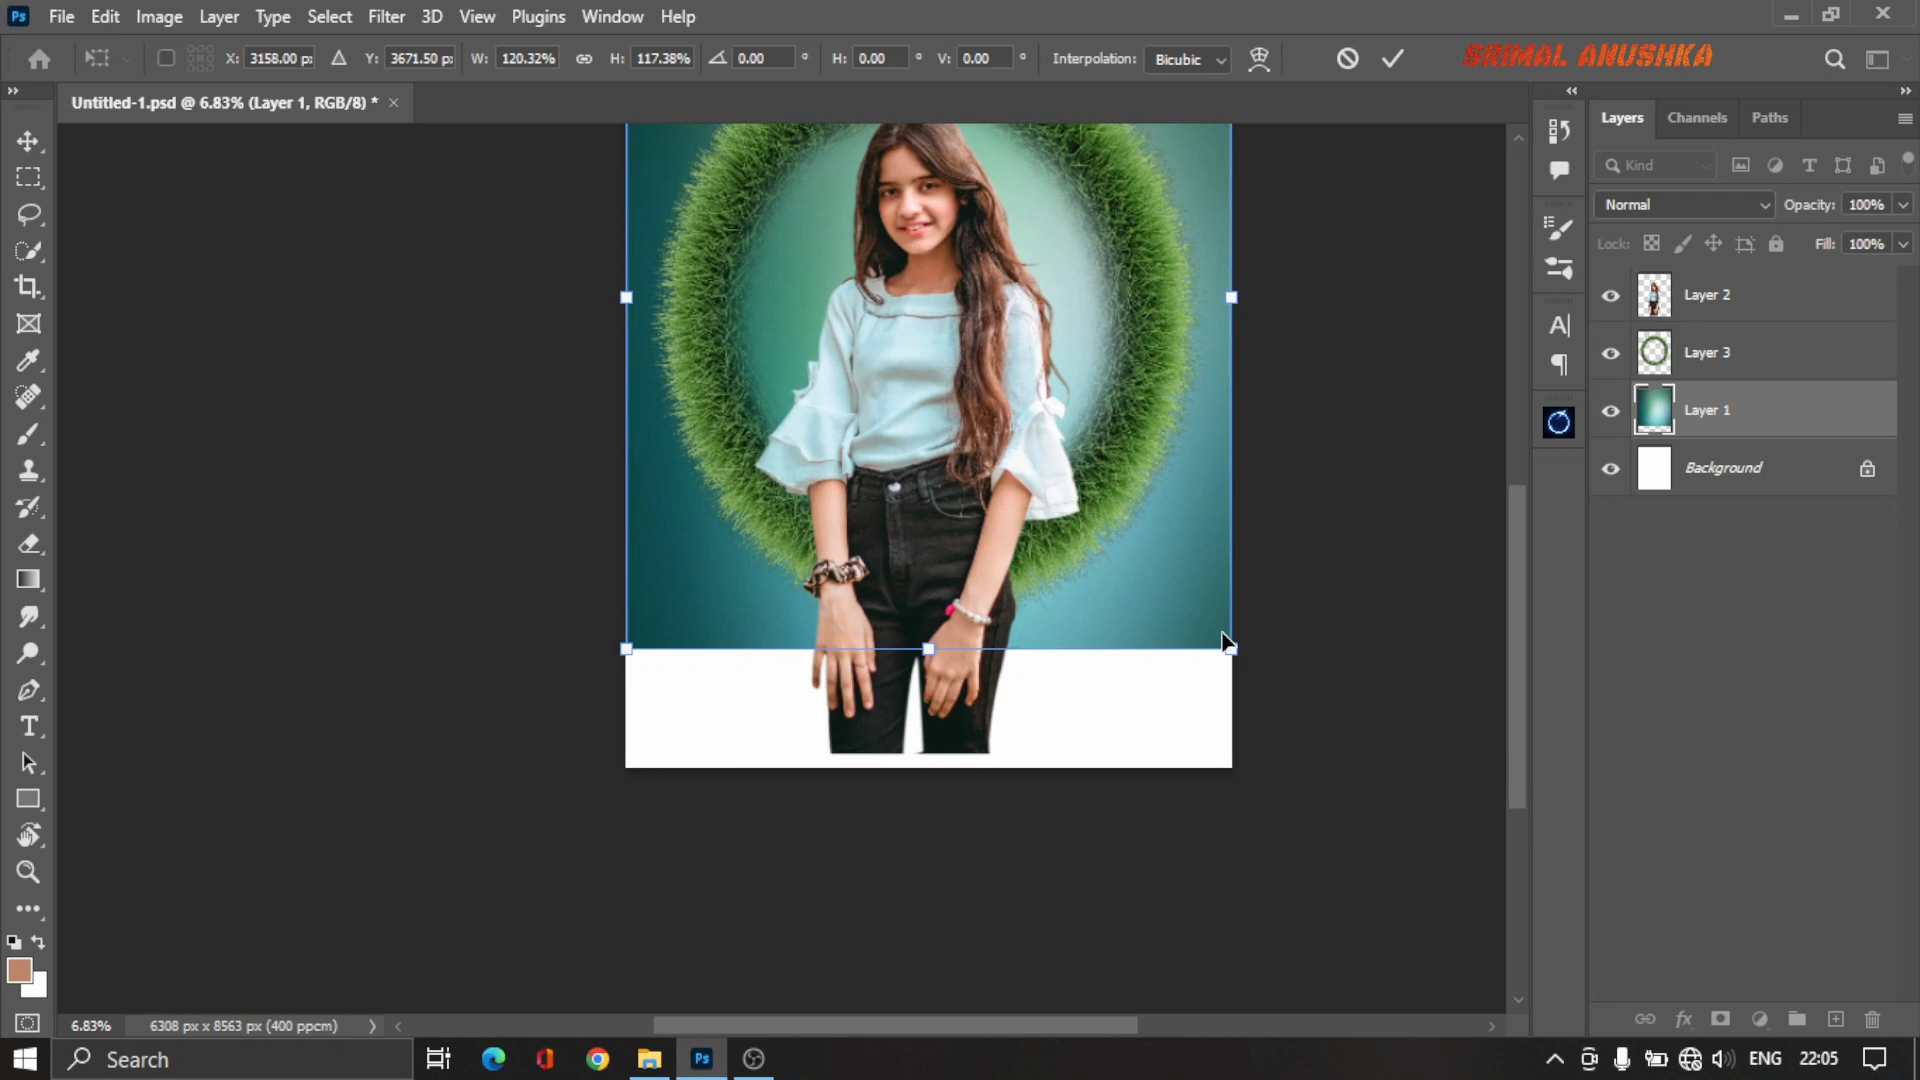 Ps File Edit Image Layer Type Select Filter 3D View Plugins Window Help
X: 3158.00 px Y: 3671.50 px W: 120.32% H: 117.38% 0.00 ° H: 0.00 ° V: 0.00 ° Interpolation: Bicubic
SRIMAL ANUSHKA
Untitled-1.psd @ 6.83% (Layer 1, RGB/8) *
Layers Channels Paths
Kind
Normal Opacity: 100%
Lock: Fill: 100%
Layer 2
Layer 3
Layer 1
Background
6.83% 6308 px x 8563 px (400 ppcm)
Search Ps ENG 22:05